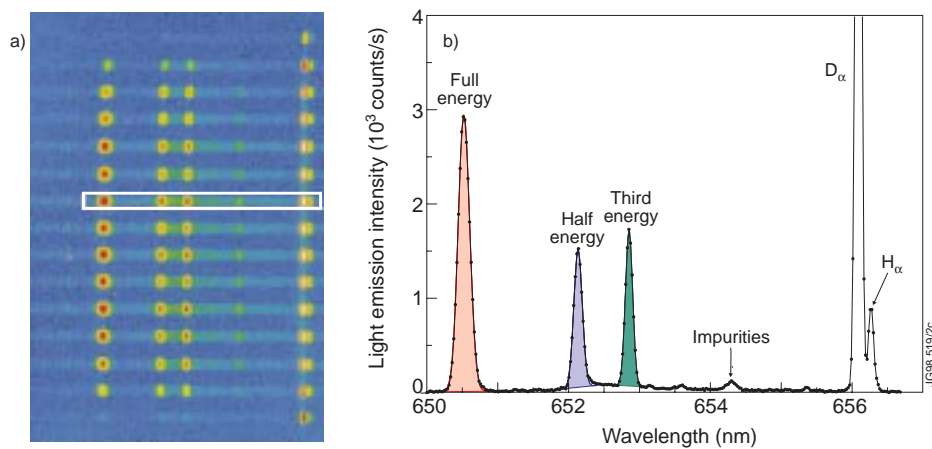 a)
b)
4
3
2
1
0
Light emission intensity (10³ counts/s)
Full
energy
Half
energy
Third
energy
Impurities
Dα
Hα
650
652
654
656
Wavelength (nm)
JG98.519/2c